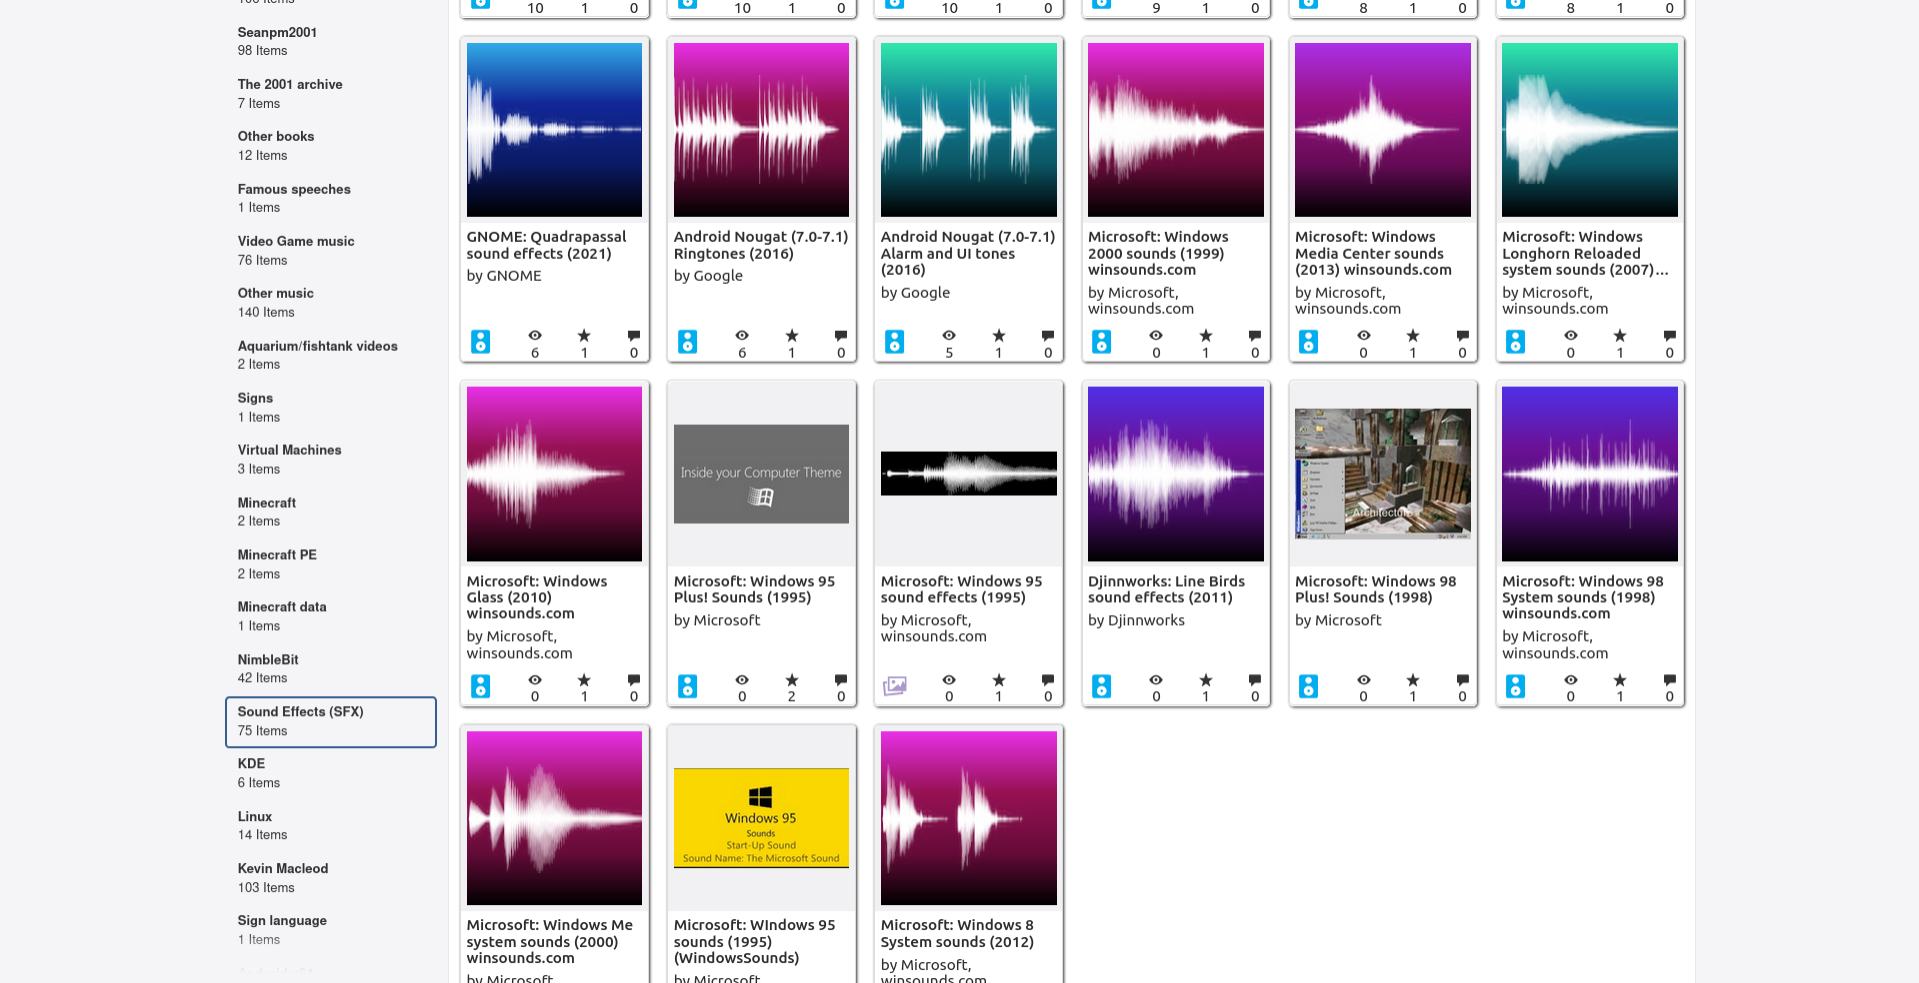 Seanpm2001
98 Items
The 2001 archive
7 Items
Other books
12 Items
Famous speeches
1 Items
Video Game music
76 Items
Other music
140 Items
Aquarium/fishtank videos
2 Items
Signs
1 Items
Virtual Machines
3 Items
Minecraft
2 Items
Minecraft PE
2 Items
Minecraft data
1 Items
NimbleBit
42 Items
Sound Effects (SFX)
75 Items
KDE
6 Items
Linux
14 Items
Kevin Macleod
103 Items
Sign language
1 Items
10 1 0
10 1 0
10 1 0
9 1 0
8 1 0
8 1 0
GNOME: Quadrapassal
sound effects (2021)
by GNOME
6 1 0
Android Nougat (7.0-7.1)
Ringtones (2016)
by Google
6 1 0
Android Nougat (7.0-7.1)
Alarm and UI tones
(2016)
by Google
5 1 0
Microsoft: Windows
2000 sounds (1999)
winsounds.com
by Microsoft,
winsounds.com
0 1 0
Microsoft: Windows
Media Center sounds
(2013) winsounds.com
by Microsoft,
winsounds.com
0 1 0
Microsoft: Windows
Longhorn Reloaded
system sounds (2007)...
by Microsoft,
winsounds.com
0 1 0
Microsoft: Windows
Glass (2010)
winsounds.com
by Microsoft,
winsounds.com
0 1 0
Inside your Computer Theme
Microsoft: Windows 95
Plus! Sounds (1995)
by Microsoft
0 2 0
Microsoft: Windows 95
sound effects (1995)
by Microsoft,
winsounds.com
0 1 0
Djinnworks: Line Birds
sound effects (2011)
by Djinnworks
0 1 0
Architecture
Microsoft: Windows 98
Plus! Sounds (1998)
by Microsoft
0 1 0
Microsoft: Windows 98
System sounds (1998)
winsounds.com
by Microsoft,
winsounds.com
0 1 0
Microsoft: Windows Me
system sounds (2000)
winsounds.com
by Microsoft,
Windows 95
Sounds
Start-Up Sound
Sound Name: The Microsoft Sound
Microsoft: WIndows 95
sounds (1995)
(WindowsSounds)
by Microsoft
Microsoft: Windows 8
System sounds (2012)
by Microsoft,
winsounds.com